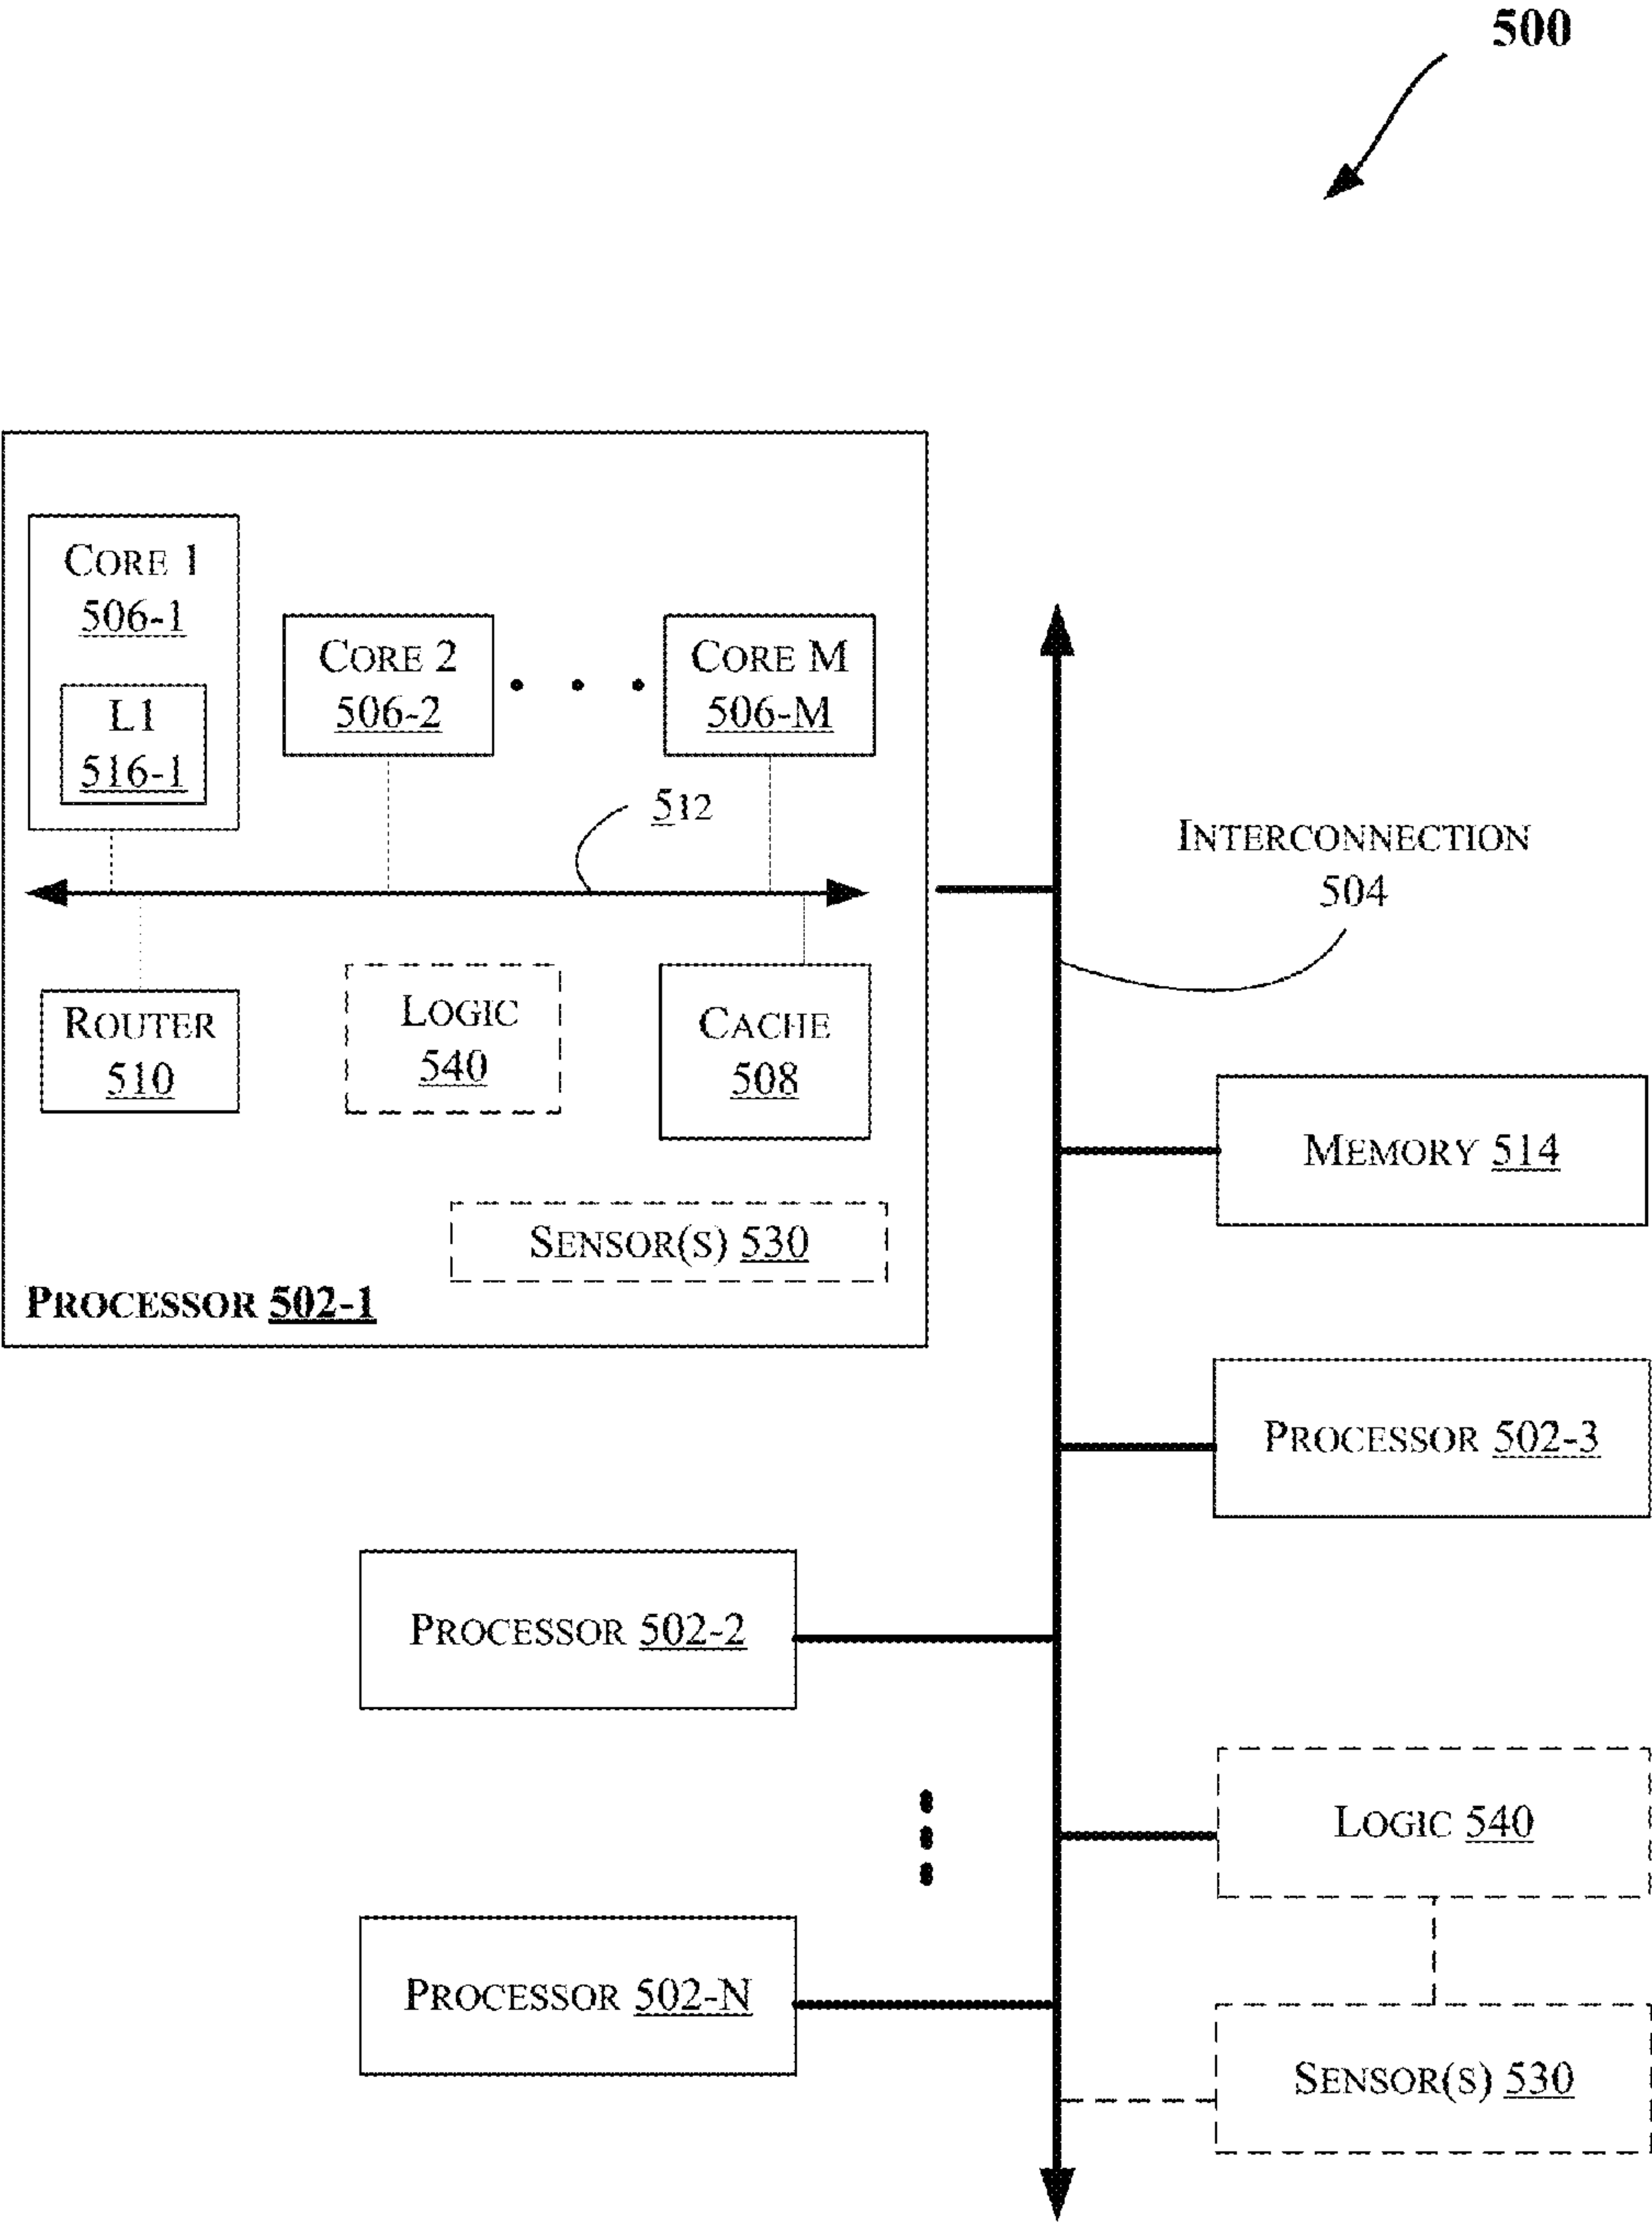 500
CORE 1
506-1
L1
516-1
CORE 2
506-2
CORE M
506-M
512
INTERCONNECTION
504
ROUTER
510
LOGIC
540
CACHE
508
MEMORY 514
SENSOR(S) 530
PROCESSOR 502-1
PROCESSOR 502-3
PROCESSOR 502-2
LOGIC 540
PROCESSOR 502-N
SENSOR(S) 530